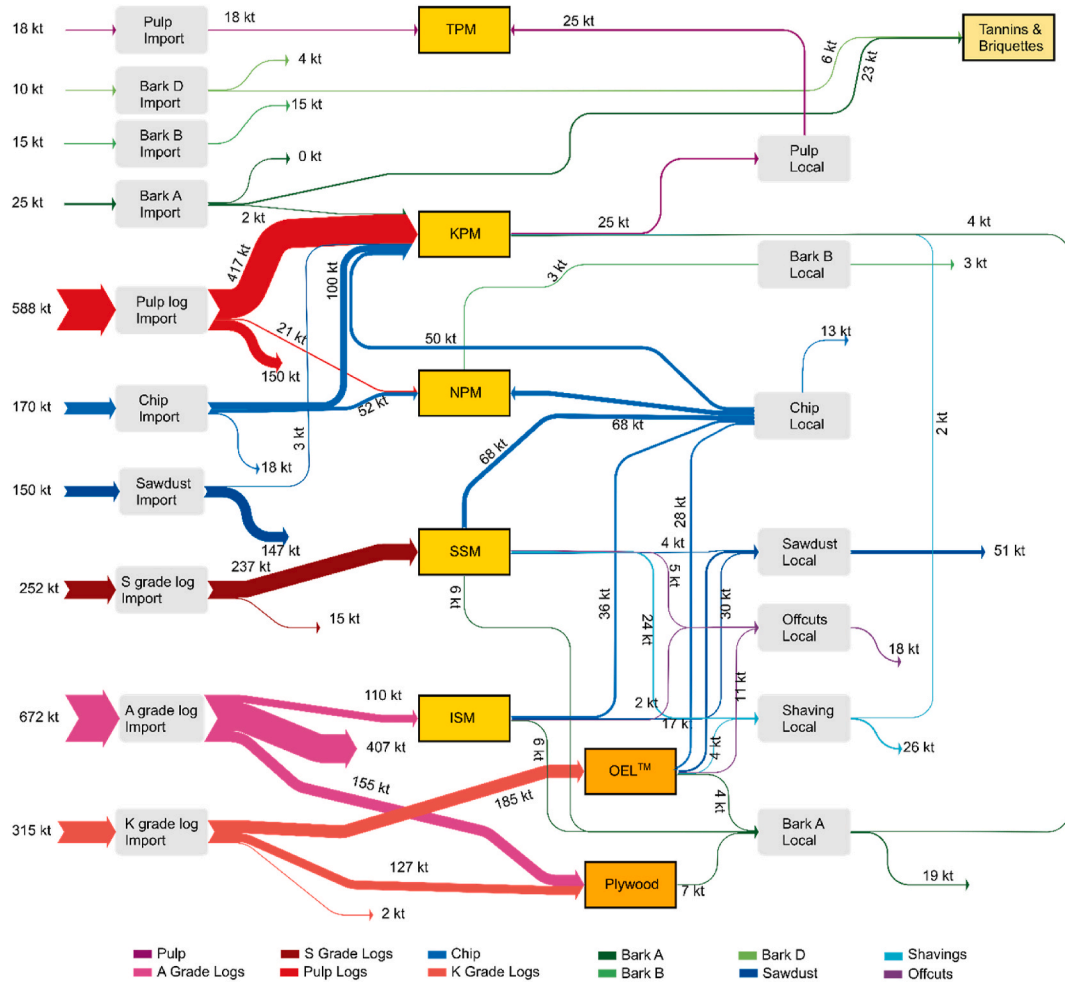 18 kt
Pulp
Import
18 kt
TPM
25 kt
Tannins &
Briquettes
10 kt
Bark D
Import
4 kt
6 kt
23 kt
15 kt
Bark B
Import
15 kt
25 kt
Bark A
Import
0 kt
2 kt
Pulp
Local
KPM
25 kt
4 kt
417 kt
100 kt
588 kt
Pulp log
Import
21 kt
150 kt
3 kt
Bark B
Local
3 kt
50 kt
13 kt
170 kt
Chip
Import
52 kt
18 kt
NPM
68 kt
68 kt
Chip
Local
2 kt
3 kt
150 kt
Sawdust
Import
147 kt
28 kt
252 kt
S grade log
Import
237 kt
15 kt
SSM
4 kt
5 kt
6 kt
24 kt
36 kt
30 kt
Sawdust
Local
51 kt
Offcuts
Local
18 kt
672 kt
A grade log
Import
110 kt
407 kt
155 kt
ISM
2 kt
17 kt
11 kt
4 kt
6 kt
Shaving
Local
26 kt
OEL™
185 kt
4 kt
315 kt
K grade log
Import
127 kt
2 kt
Plywood
7 kt
Bark A
Local
19 kt
Pulp
S Grade Logs
Chip
Bark A
Bark D
Shavings
A Grade Logs
Pulp Logs
K Grade Logs
Bark B
Sawdust
Offcuts